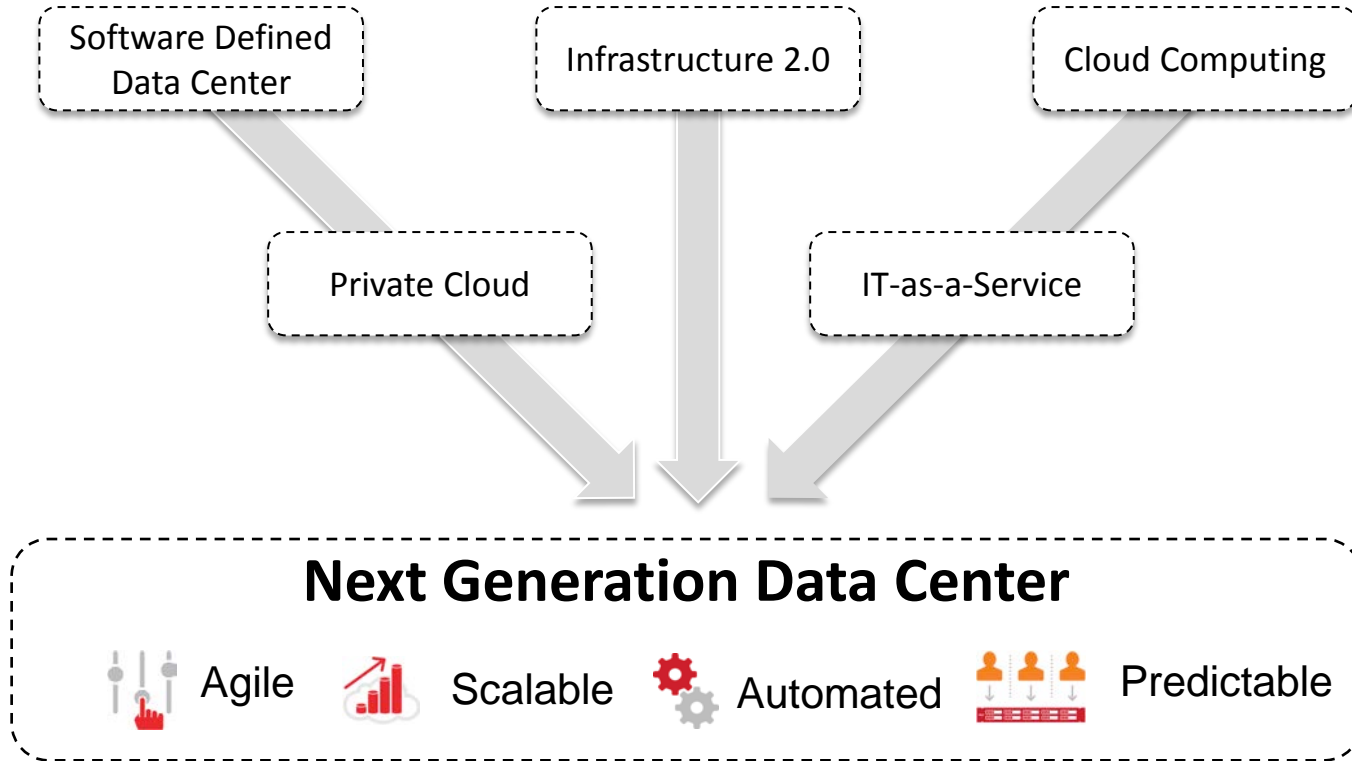 Software Defined
Data Center
Infrastructure 2.0
Cloud Computing
Private Cloud
IT-as-a-Service
Next Generation Data Center
Agile
Scalable
Automated
Predictable